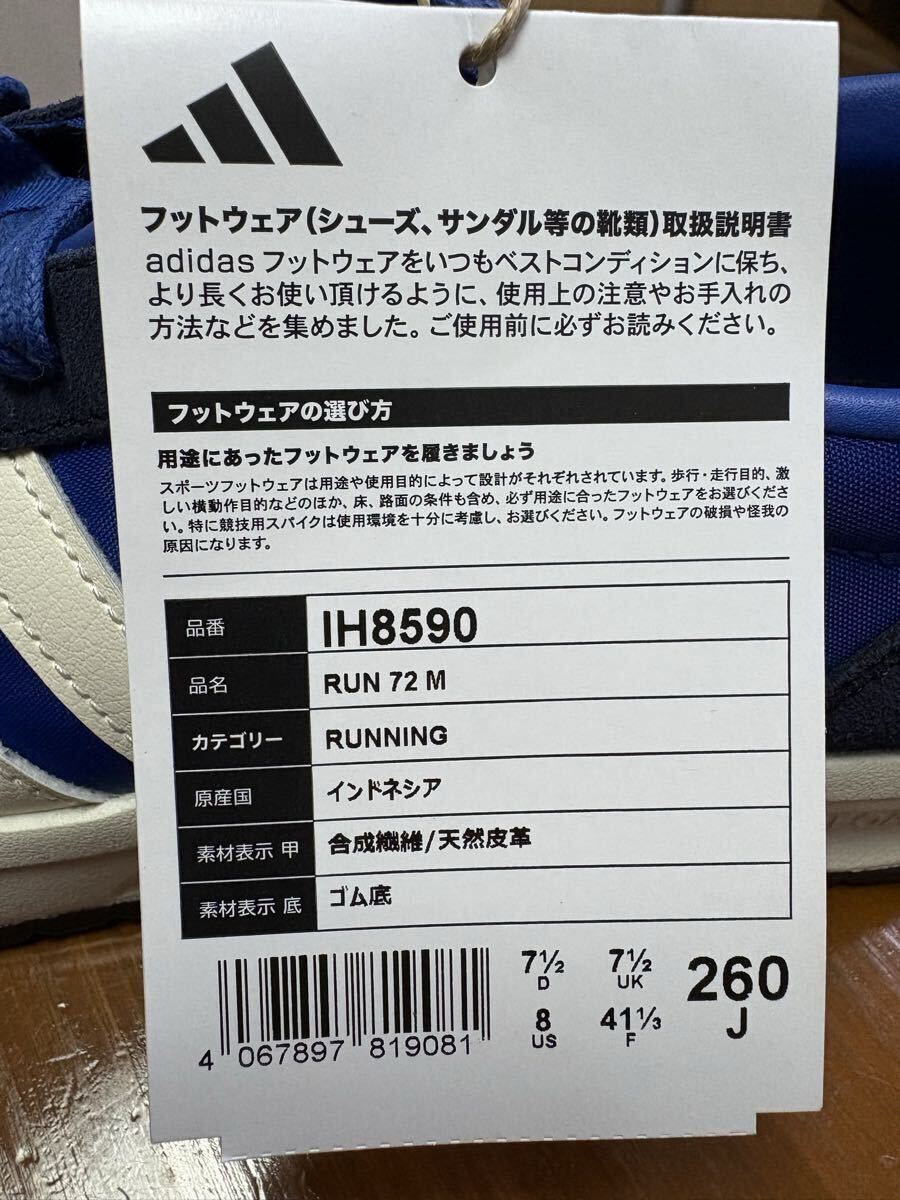 フットウェア(シューズ、サンダル等の靴類)取扱説明書
adidas フットウェアをいつもベストコンディションに保ち、
より長くお使い頂けるように、使用上の注意やお手入れの
方法などを集めました。ご使用前に必ずお読みください。
フットウェアの選び方
用途にあったフットウェアを履きましょう
スポーツフットウェアは用途や使用目的によって設計がそれぞれされています。歩行・走行目的、激
しい横動作目的などのほか、床、路面の条件も含め、必ず用途に合ったフットウェアをお選びくださ
い。特に競技用スパイクは使用環境を十分に考慮し、お選びください。フットウェアの破損や怪我の
原因になります。
品番 IH8590
品名 RUN 72 M
カテゴリー RUNNING
原産国 インドネシア
素材表示 甲 合成繊維/天然皮革
素材表示 底 ゴム底
7½ 7½ 260
D UK J
8 41⅓
US F
4 067897 819081